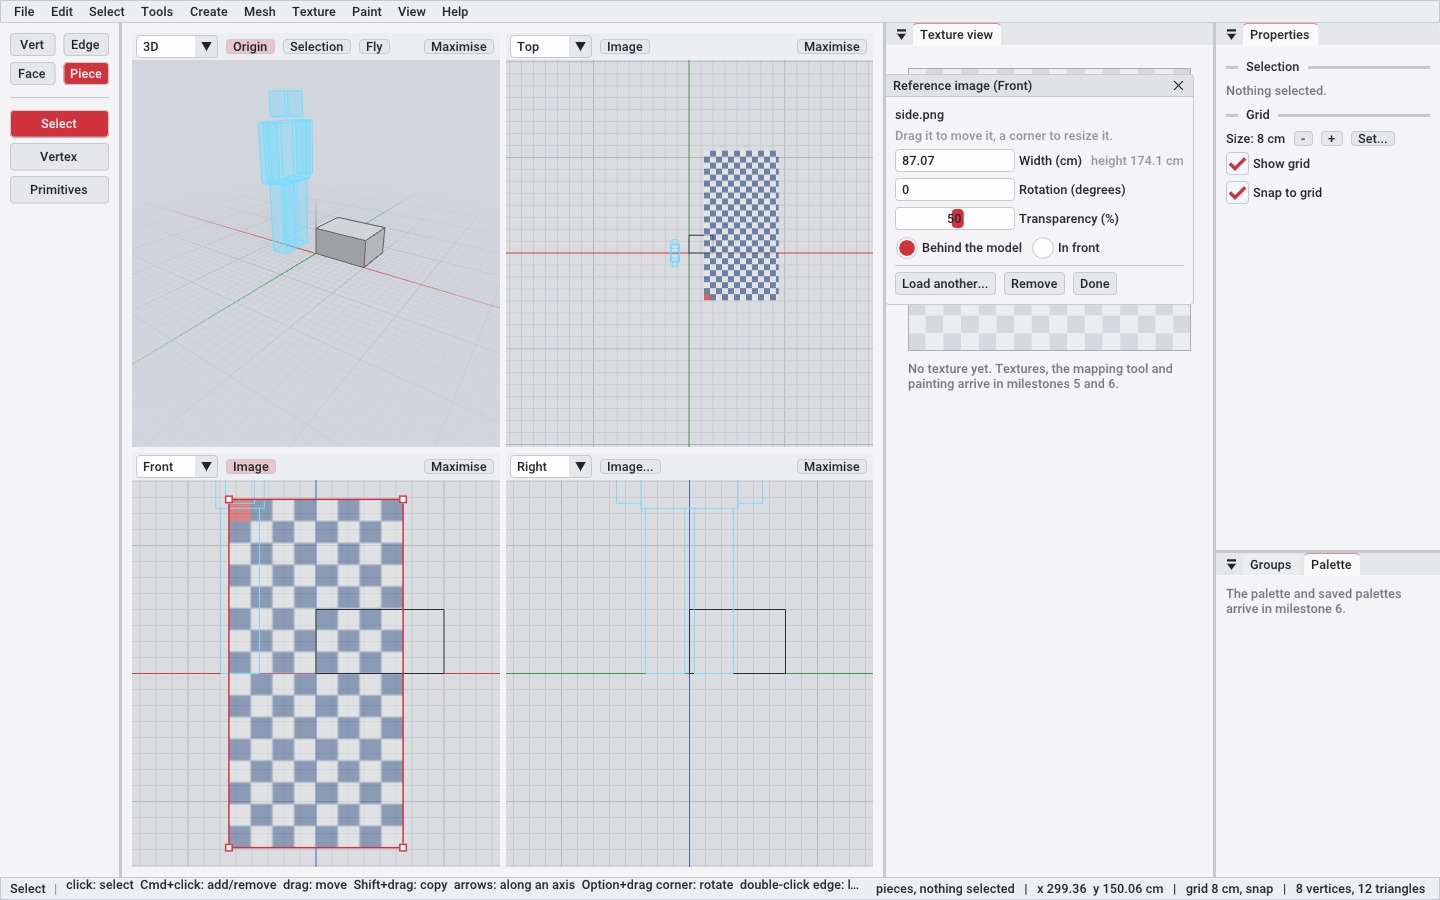 File Edit Select Tools Create Mesh Texture Paint View Help
Vert Edge
Face Piece
Select
Vertex
Primitives
3D Origin Selection Fly Maximise
Top Image Maximise
Front Image Maximise
Right Image... Maximise
Texture view
Reference image (Front)
side.png
Drag it to move it, a corner to resize it.
87.07 Width (cm) height 174.1 cm
0 Rotation (degrees)
50 Transparency (%)
Behind the model In front
Load another... Remove Done
No texture yet. Textures, the mapping tool and
painting arrive in milestones 5 and 6.
Properties
Selection
Nothing selected.
Grid
Size: 8 cm - + Set...
Show grid
Snap to grid
Groups Palette
The palette and saved palettes
arrive in milestone 6.
Select | click: select Cmd+click: add/remove drag: move Shift+drag: copy arrows: along an axis Option+drag corner: rotate double-click edge: l... pieces, nothing selected | x 299.36 y 150.06 cm | grid 8 cm, snap | 8 vertices, 12 triangles